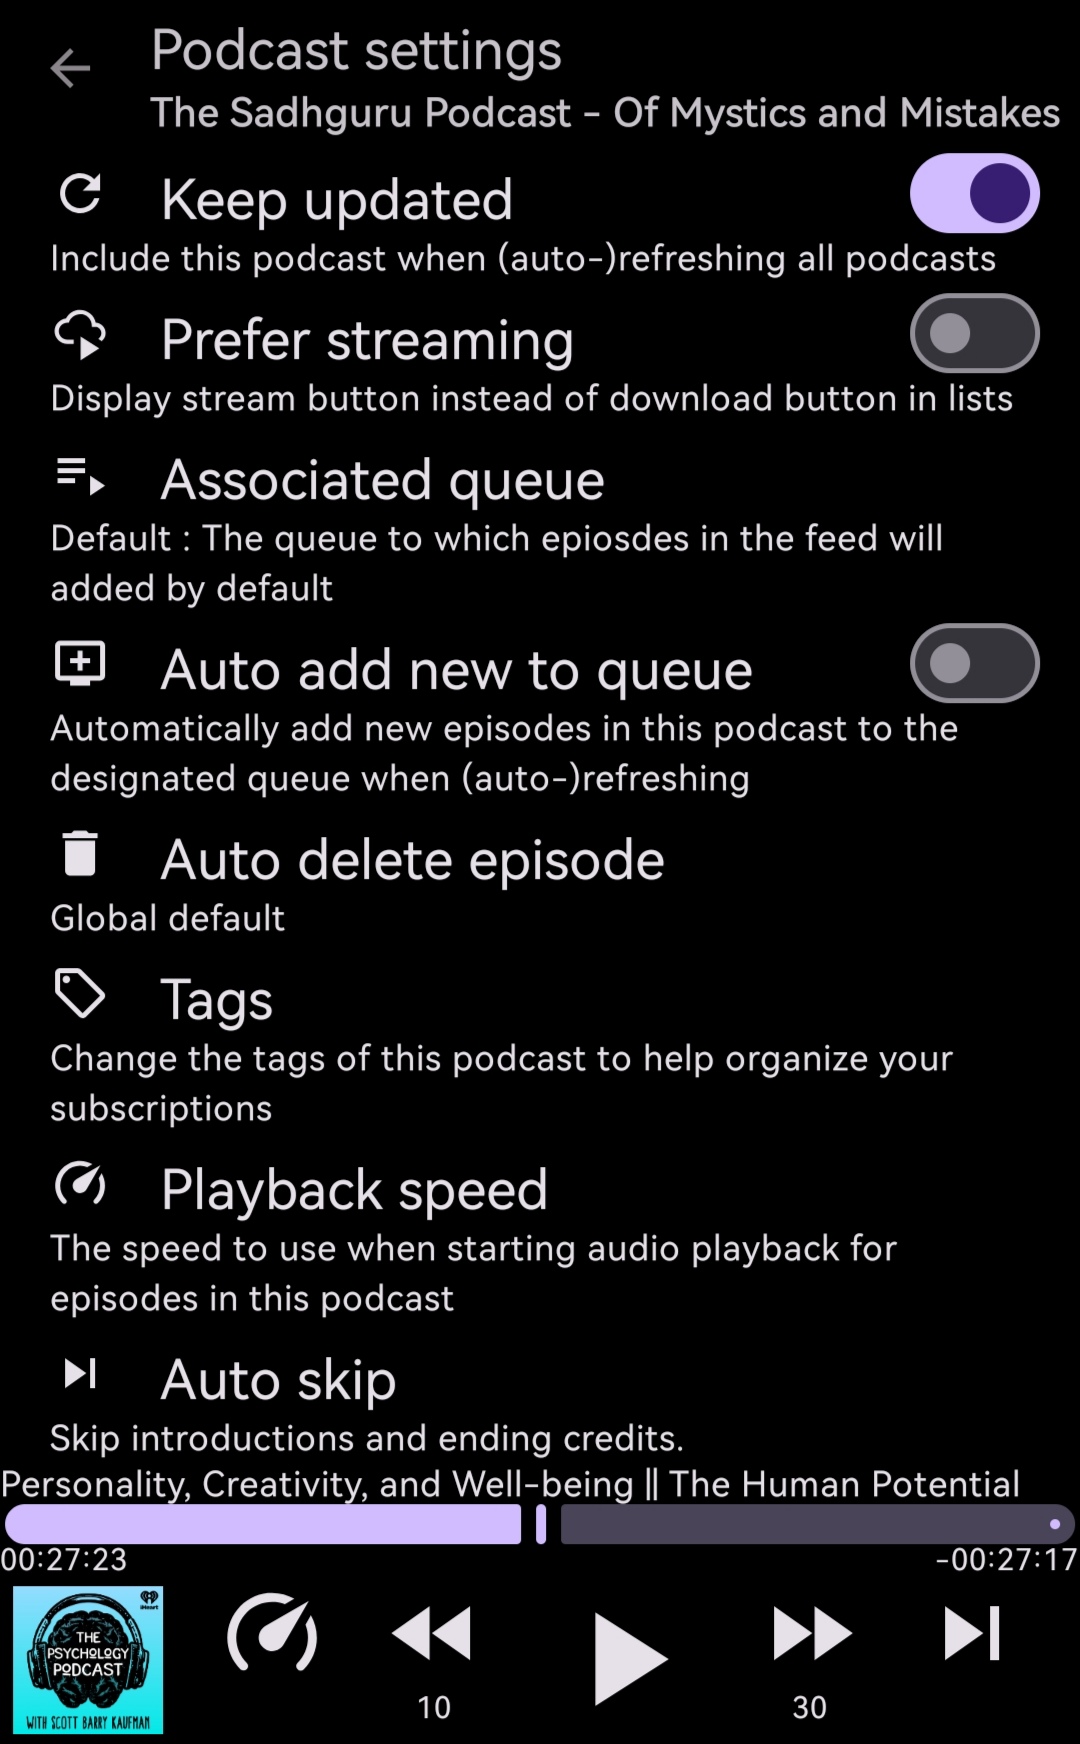 Podcast settings
The Sadhguru Podcast - Of Mystics and Mistakes
Keep updated
Include this podcast when (auto-)refreshing all podcasts
Prefer streaming
Display stream button instead of download button in lists
Associated queue
Default : The queue to which epiosdes in the feed will
added by default
Auto add new to queue
Automatically add new episodes in this podcast to the
designated queue when (auto-)refreshing
Auto delete episode
Global default
Tags
Change the tags of this podcast to help organize your
subscriptions
Playback speed
The speed to use when starting audio playback for
episodes in this podcast
Auto skip
Skip introductions and ending credits.
Personality, Creativity, and Well-being || The Human Potential
00:27:23
-00:27:17
iHeart
THE
PSYCHOLOGY
PODCAST
WITH SCOTT BARRY KAUFMAN
10
30